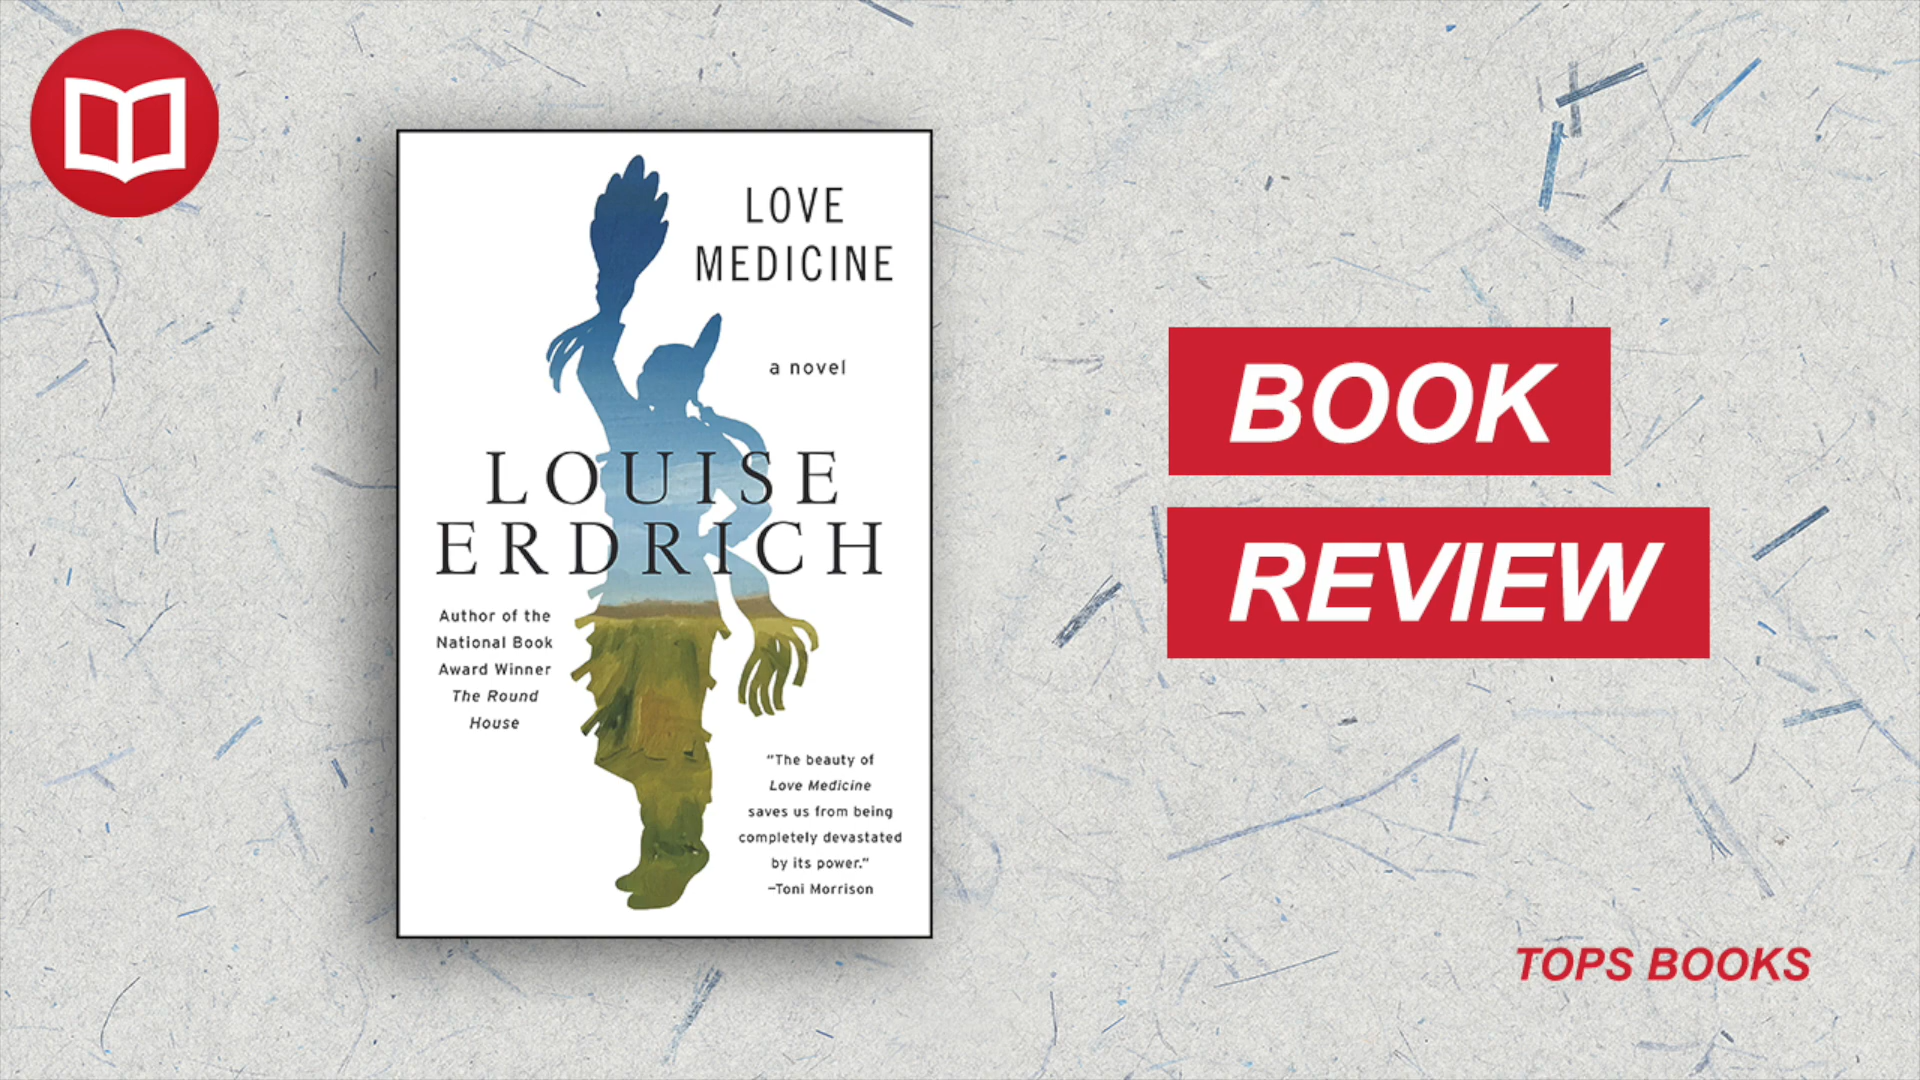 LOVE
MEDICINE
a novel
LOUISE
ERDRICH
Author of the
National Book
Award Winner
The Round
House
"The beauty of
Love Medicine
saves us from being
completely devastated
by its power."
–Toni Morrison
BOOK
REVIEW
TOPS BOOKS